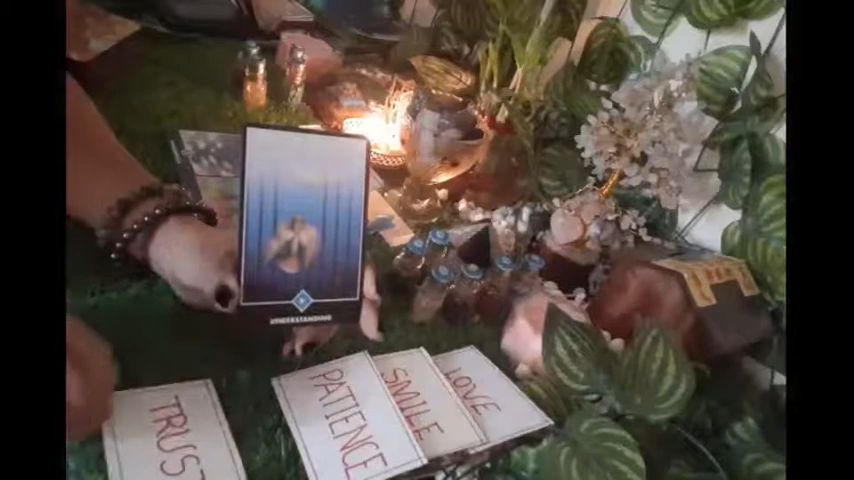 UNDERSTANDING
TRUST
PATIENCE
SMILE
LOVE